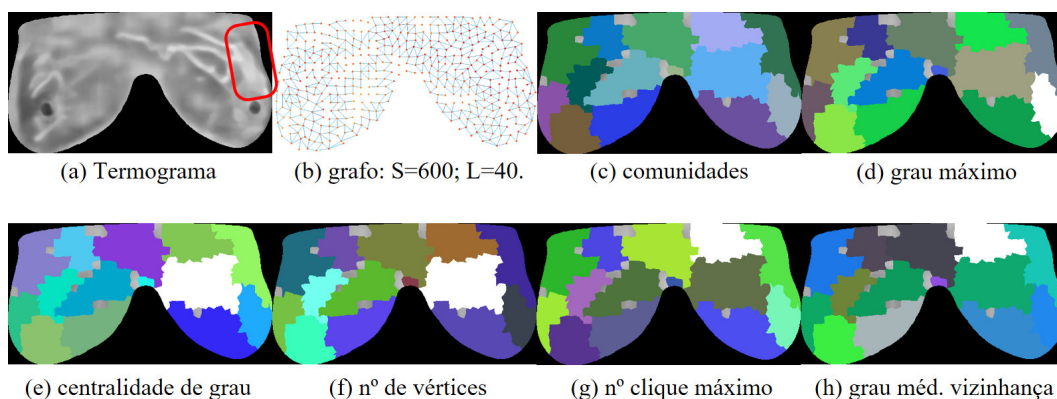 (a) Termograma
(b) grafo: S=600; L=40.
(c) comunidades
(d) grau máximo
(e) centralidade de grau
(f) nº de vértices
(g) nº clique máximo
(h) grau méd. vizinhança